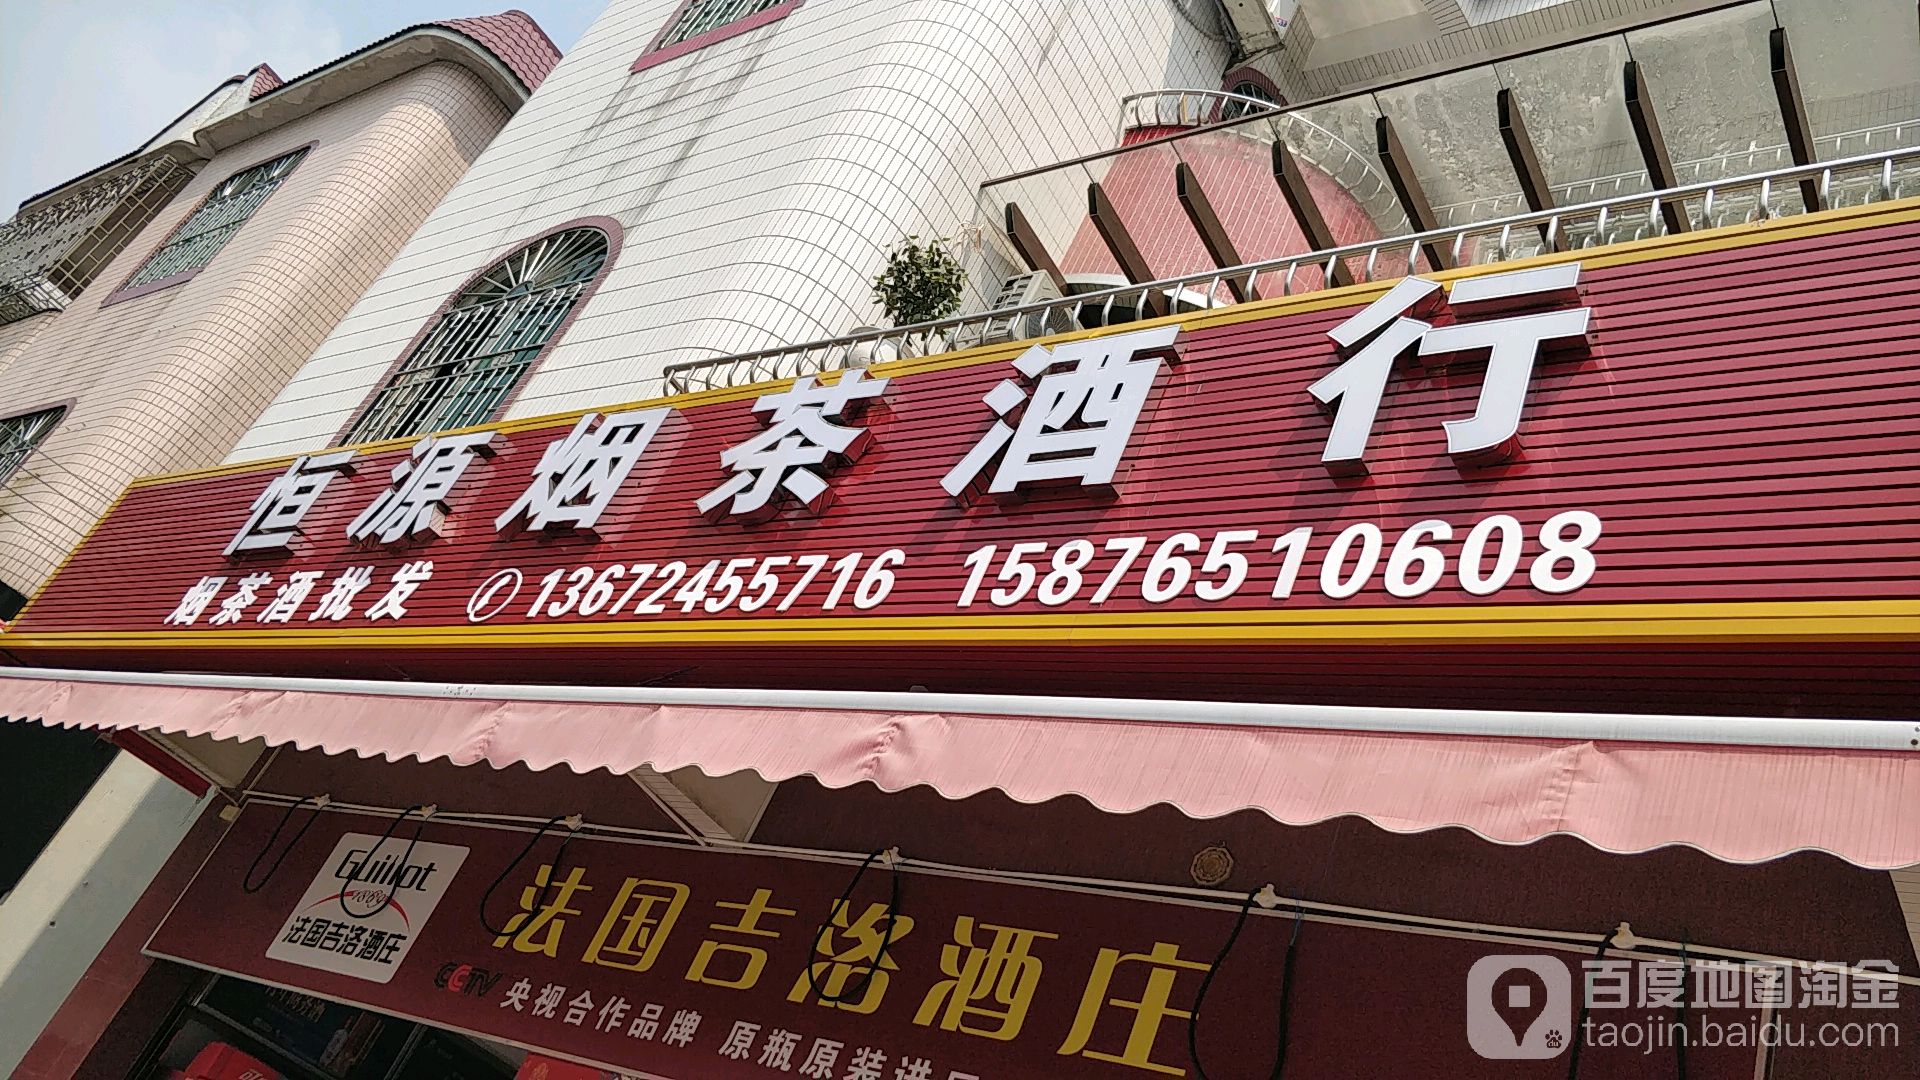 恒源烟茶酒行
烟茶酒批发 13672455716 15876510608
Guillot
1889
法国吉洛酒庄
法国吉洛酒庄
CCTV 央视合作品牌 原瓶原装进
百度地图淘金
taojin.baidu.com